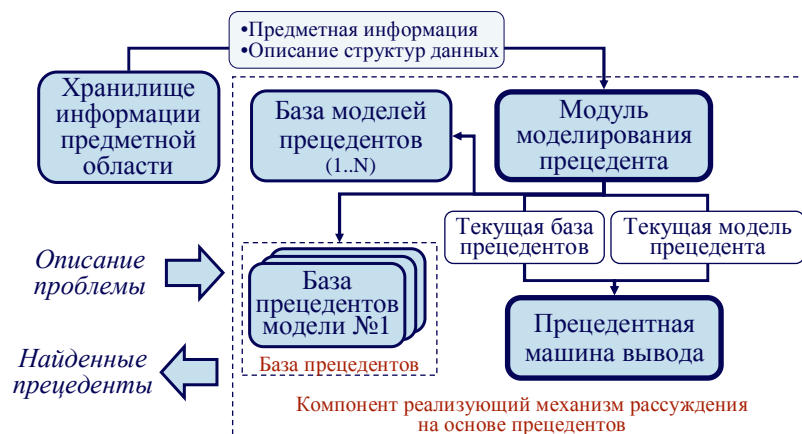 •Предметная информация
•Описание структур данных
Хранилище
информации
предметной
области
База моделей
прецедентов
(1..N)
Модуль
моделирования
прецедента
Текущая база
прецедентов
Текущая модель
прецедента
Описание
проблемы
База
прецедентов
модели №1
База прецедентов
Прецедентная
машина вывода
Найденные
прецеденты
Компонент реализующий механизм рассуждения
на основе прецедентов